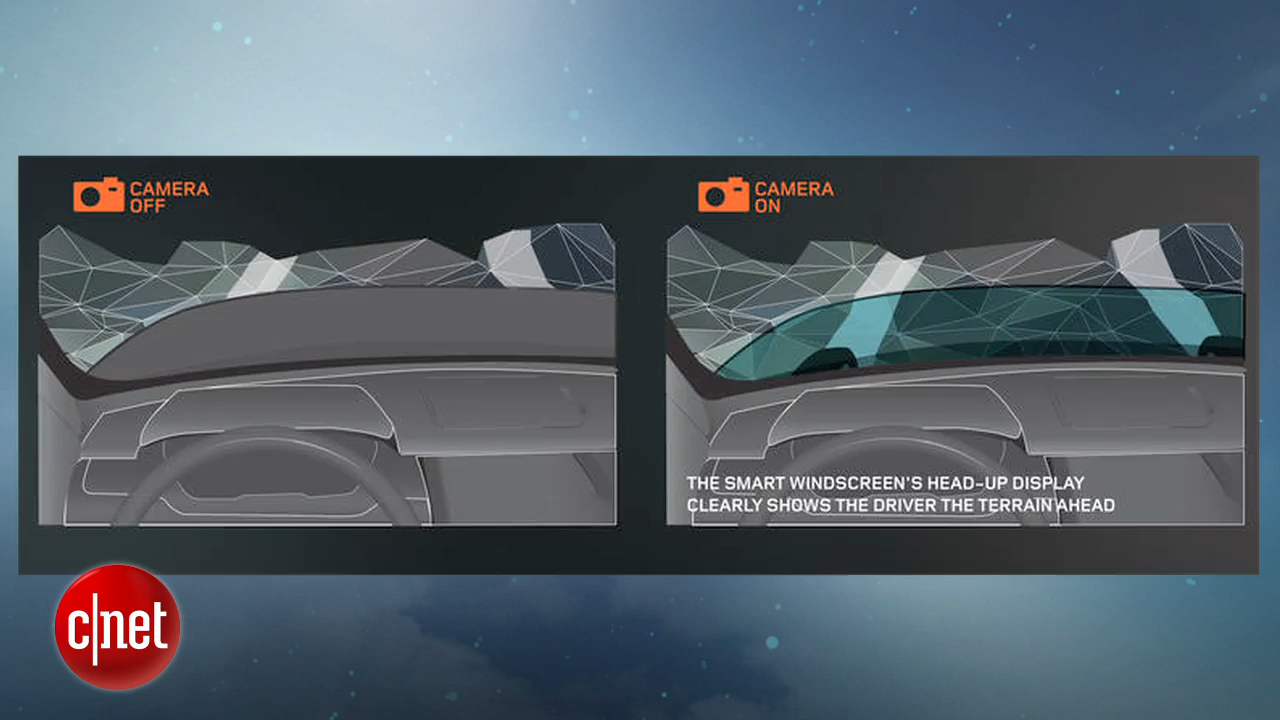 CAMERA
OFF
CAMERA
ON
THE SMART WINDSCREEN'S HEAD-UP DISPLAY
CLEARLY SHOWS THE DRIVER THE TERRAIN AHEAD
c|net